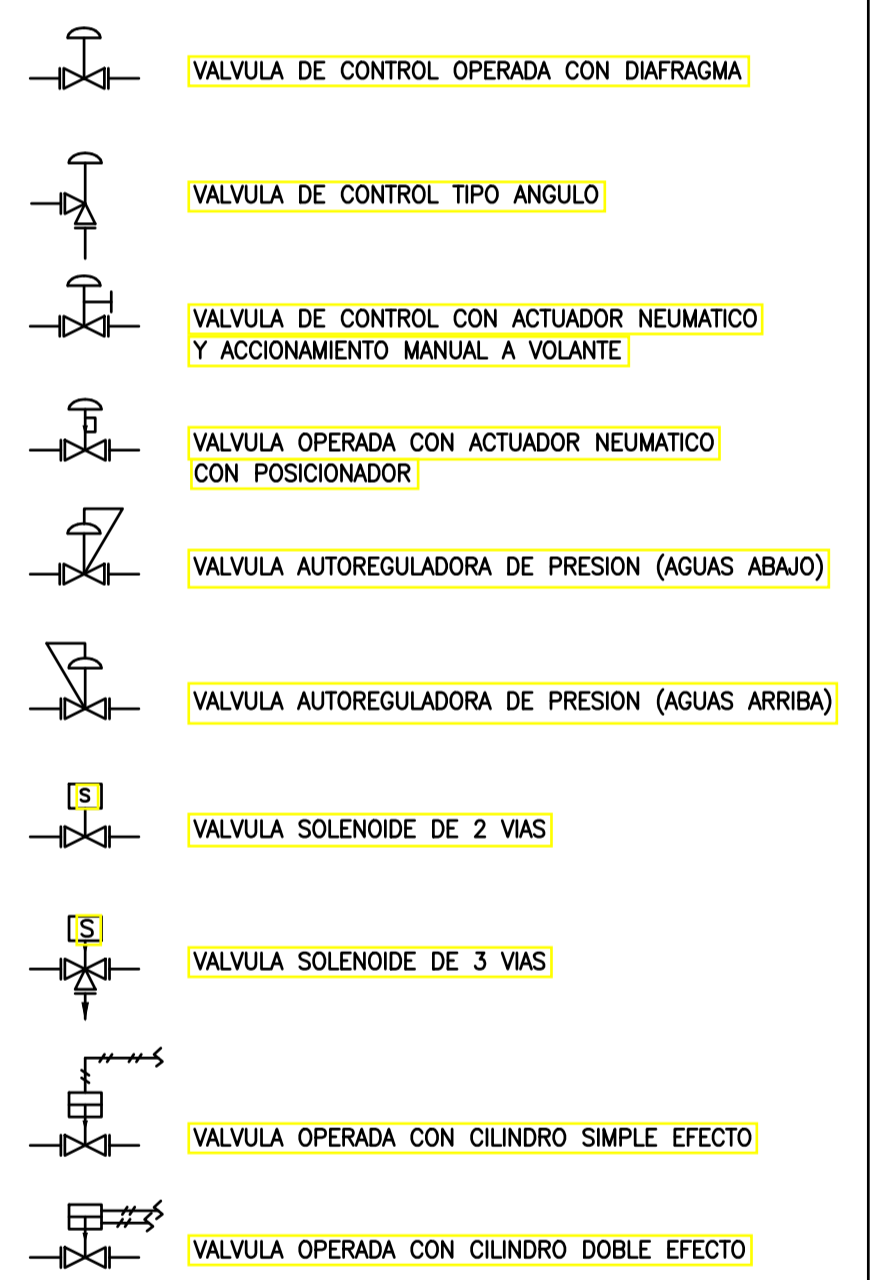 VALVULA DE CONTROL OPERADA CON DIAFRAGMA
VALVULA DE CONTROL TIPO ANGULO
VALVULA DE CONTROL CON ACTUADOR NEUMATICO
Y ACCIONAMIENTO MANUAL A VOLANTE
VALVULA OPERADA CON ACTUADOR NEUMATICO
CON POSICIONADOR
VALVULA AUTOREGULADORA DE PRESION (AGUAS ABAJO)
VALVULA AUTOREGULADORA DE PRESION (AGUAS ARRIBA)
S
VALVULA SOLENOIDE DE 2 VIAS
S
VALVULA SOLENOIDE DE 3 VIAS
VALVULA OPERADA CON CILINDRO SIMPLE EFECTO
VALVULA OPERADA CON CILINDRO DOBLE EFECTO